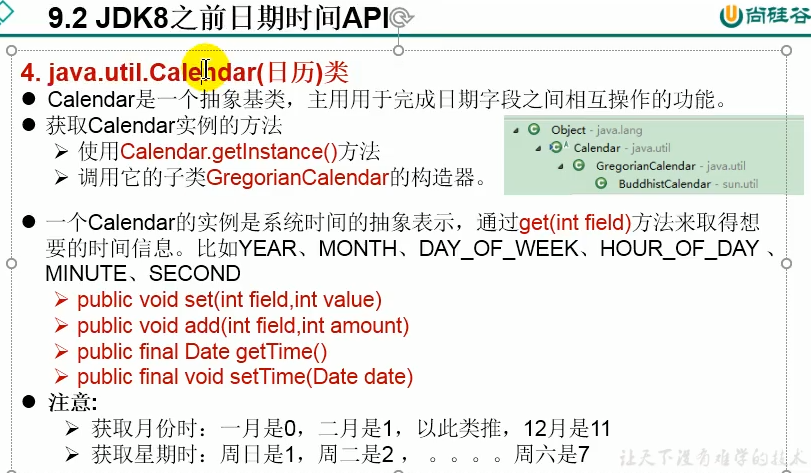 9.2 JDK8之前日期时间API
尚硅谷
4. java.util.Calendar(日历)类
● Calendar是一个抽象基类，主用用于完成日期字段之间相互操作的功能。
● 获取Calendar实例的方法
➢ 使用Calendar.getInstance()方法
➢ 调用它的子类GregorianCalendar的构造器。
Object - java.lang
Calendar - java.util
GregorianCalendar - java.util
BuddhistCalendar - sun.util
● 一个Calendar的实例是系统时间的抽象表示，通过get(int field)方法来取得想
要的时间信息。比如YEAR、MONTH、DAY_OF_WEEK、HOUR_OF_DAY 、
MINUTE、SECOND
➢ public void set(int field,int value)
➢ public void add(int field,int amount)
➢ public final Date getTime()
➢ public final void setTime(Date date)
● 注意:
➢ 获取月份时：一月是0，二月是1，以此类推，12月是11
➢ 获取星期时：周日是1，周二是2 ， 。。。。周六是7
让天下没有难学的技术